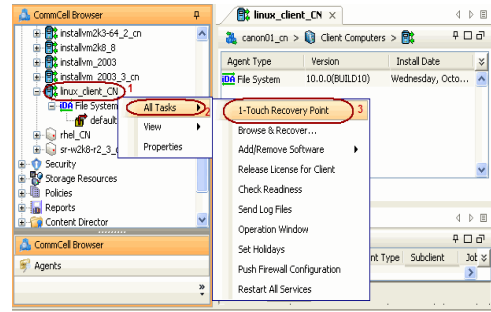 CommCell Browser
linux_client_CN
installvm2k3-64_2_cn
installvm2k8_8
installvm_2003
installvm_2003_3_cn
linux_client_CN 1
File System
default
rhel_CN
sr-w2k8-r2_3_
Security
Storage Resources
Policies
Reports
Content Director
CommCell Browser
Agents
All Tasks 2
View
Properties
canon01_cn > Client Computers >
Agent Type Version Install Date
File System 10.0.0(BUILD10) Wednesday, Octo...
1-Touch Recovery Point 3
Browse & Recover...
Add/Remove Software
Release License for Client
Check Readiness
Send Log Files
Operation Window
Set Holidays
Push Firewall Configuration
Restart All Services
nt Type Subclient Job